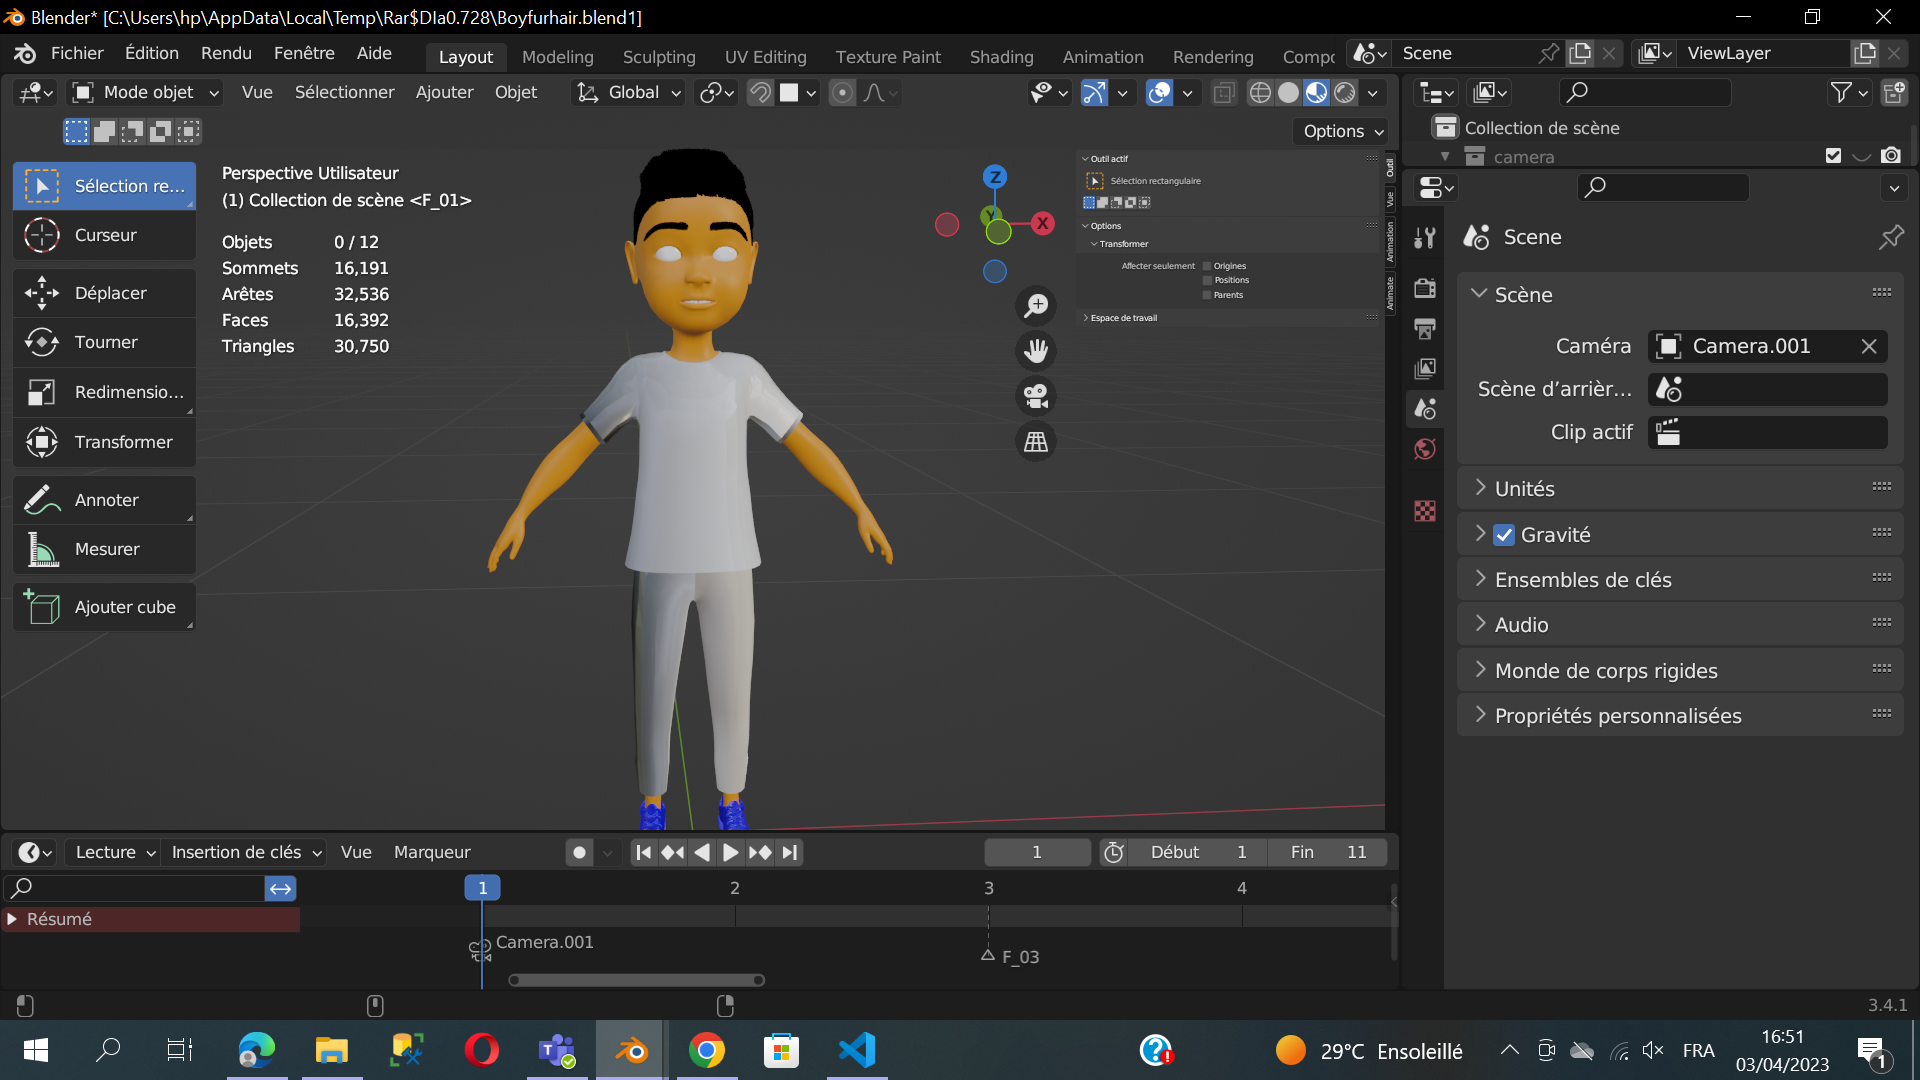 Blender* [C:\Users\hp\AppData\Local\Temp\Rar$DIa0.728\Boyfurhair.blend1]
Fichier Édition Rendu Fenêtre Aide Layout Modeling Sculpting UV Editing Texture Paint Shading Animation Rendering Compo Scene ViewLayer
Mode objet Vue Sélectionner Ajouter Objet Global
Options
Collection de scène
camera
Sélection re...
Curseur
Déplacer
Tourner
Redimensio...
Transformer
Annoter
Mesurer
Ajouter cube
Perspective Utilisateur
(1) Collection de scène <F_01>
Objets 0 / 12
Sommets 16,191
Arêtes 32,536
Faces 16,392
Triangles 30,750
Z
Y
X
Outil actif
Sélection rectangulaire
Options
Transformer
Affecter seulement Origines
Positions
Parents
Espace de travail
Outil
Vue
Animation
Animate
Scene
Scène
Caméra Camera.001
Scène d’arrièr...
Clip actif
Unités
Gravité
Ensembles de clés
Audio
Monde de corps rigides
Propriétés personnalisées
Lecture Insertion de clés Vue Marqueur 1 Début 1 Fin 11
1 2 3 4
Résumé
Camera.001
F_03
3.4.1
29°C Ensoleillé FRA 16:51
03/04/2023
1